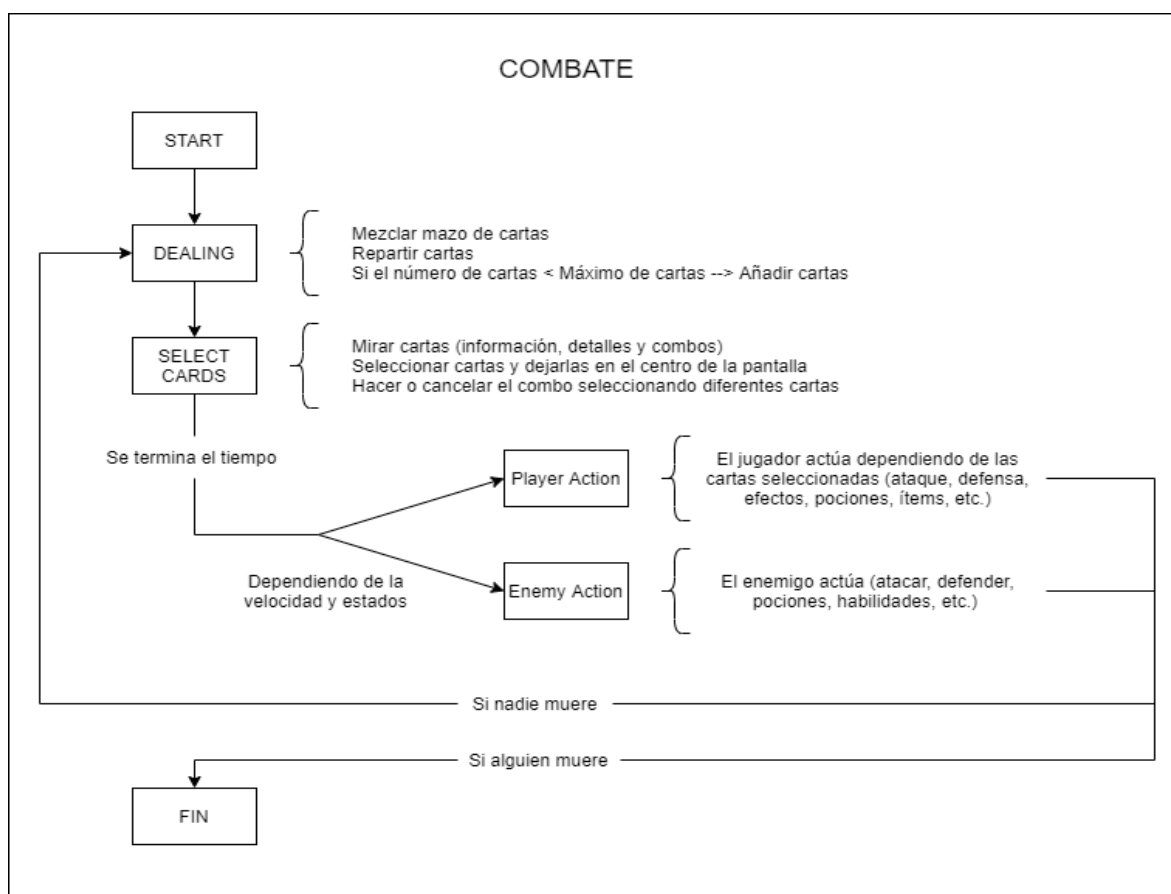 COMBATE
START
DEALING
Mezclar mazo de cartas
Repartir cartas
Si el número de cartas < Máximo de cartas --> Añadir cartas
SELECT
CARDS
Mirar cartas (información, detalles y combos)
Seleccionar cartas y dejarlas en el centro de la pantalla
Hacer o cancelar el combo seleccionando diferentes cartas
Se termina el tiempo
Player Action
El jugador actúa dependiendo de las
cartas seleccionadas (ataque, defensa,
efectos, pociones, ítems, etc.)
Dependiendo de la
velocidad y estados
Enemy Action
El enemigo actúa (atacar, defender,
pociones, habilidades, etc.)
Si nadie muere
Si alguien muere
FIN